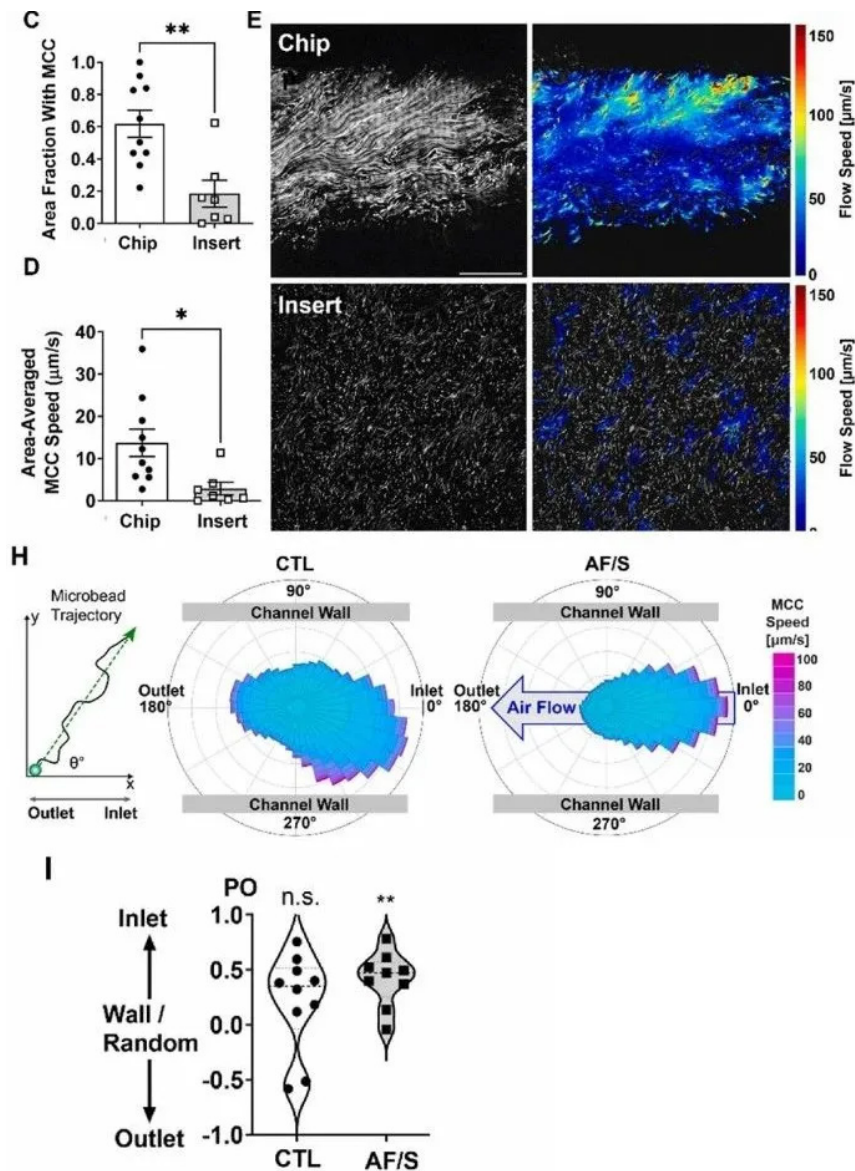 C
**
Area Fraction With MCC
1.0
0.8
0.6
0.4
0.2
0.0
Chip
Insert
D
*
Area-Averaged
MCC Speed (μm/s)
40
30
20
10
0
Chip
Insert
E
Chip
150
100
50
0
Flow Speed [μm/s]
Insert
150
100
50
0
Flow Speed [μm/s]
H
Microbead
Trajectory
y
θ°
x
Outlet
Inlet
CTL
90°
Channel Wall
Outlet
180°
Inlet
0°
Channel Wall
270°
AF/S
90°
Channel Wall
Outlet
180°
Air Flow
Inlet
0°
Channel Wall
270°
MCC
Speed
[μm/s]
100
80
60
40
20
0
I
PO
n.s.
**
Inlet
Wall /
Random
Outlet
1.0
0.5
0.0
-0.5
-1.0
CTL
AF/S